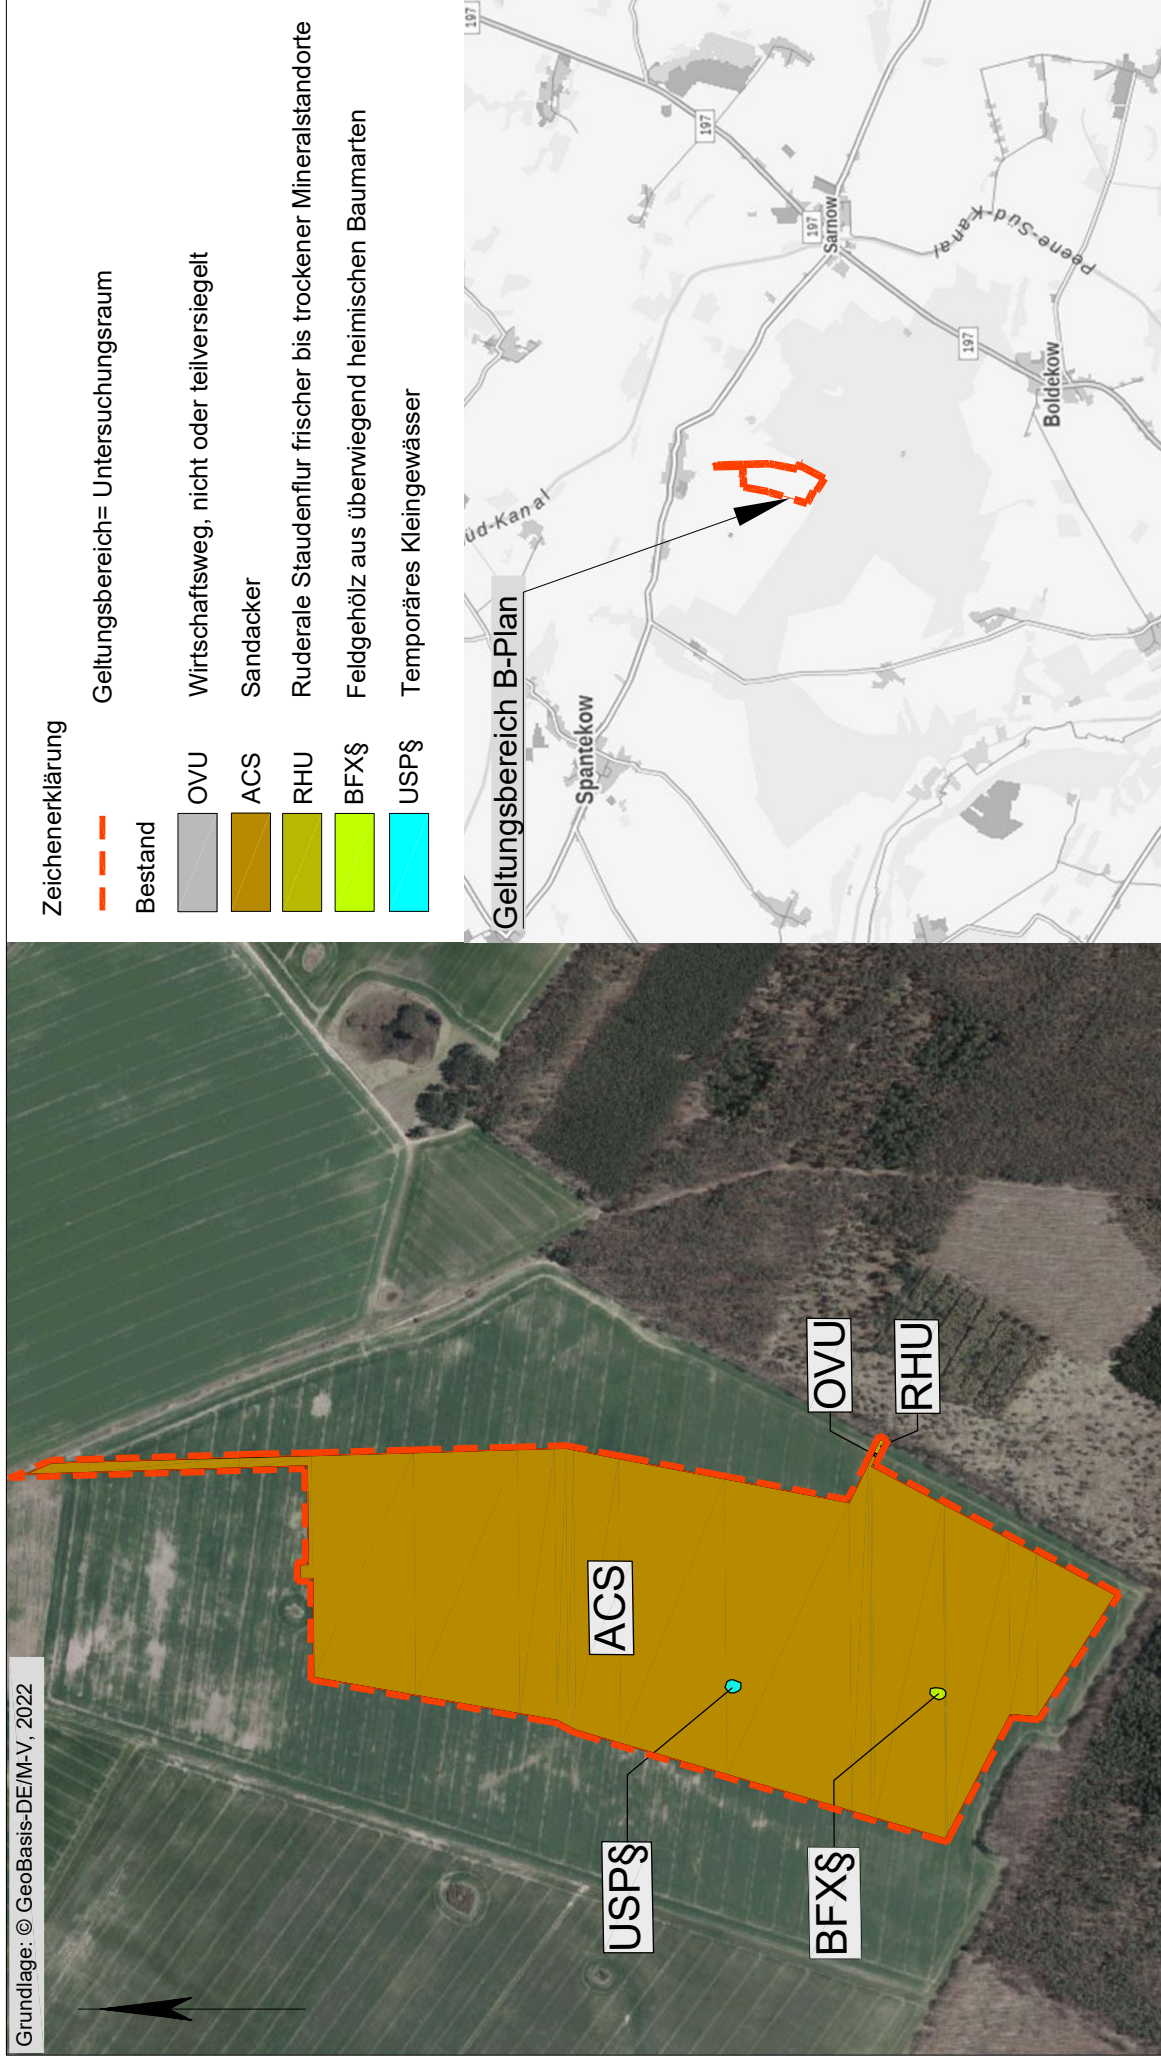 Grundlage: © GeoBasis-DE/M-V, 2022
USP§
BFX§
ACS
OVU
RHU
Zeichenerklärung
Geltungsbereich= Untersuchungsraum
Bestand
OVU Wirtschaftsweg, nicht oder teilversiegelt
ACS Sandacker
RHU Ruderale Staudenflur frischer bis trockener Mineralstandorte
BFX§ Feldgehölz aus überwiegend heimischen Baumarten
USP§ Temporäres Kleingewässer
Geltungsbereich B-Plan
Spantekow
üd-Kanal
197
197
197
Sarnow
Peene-Süd-Kanal
197
Boldekow